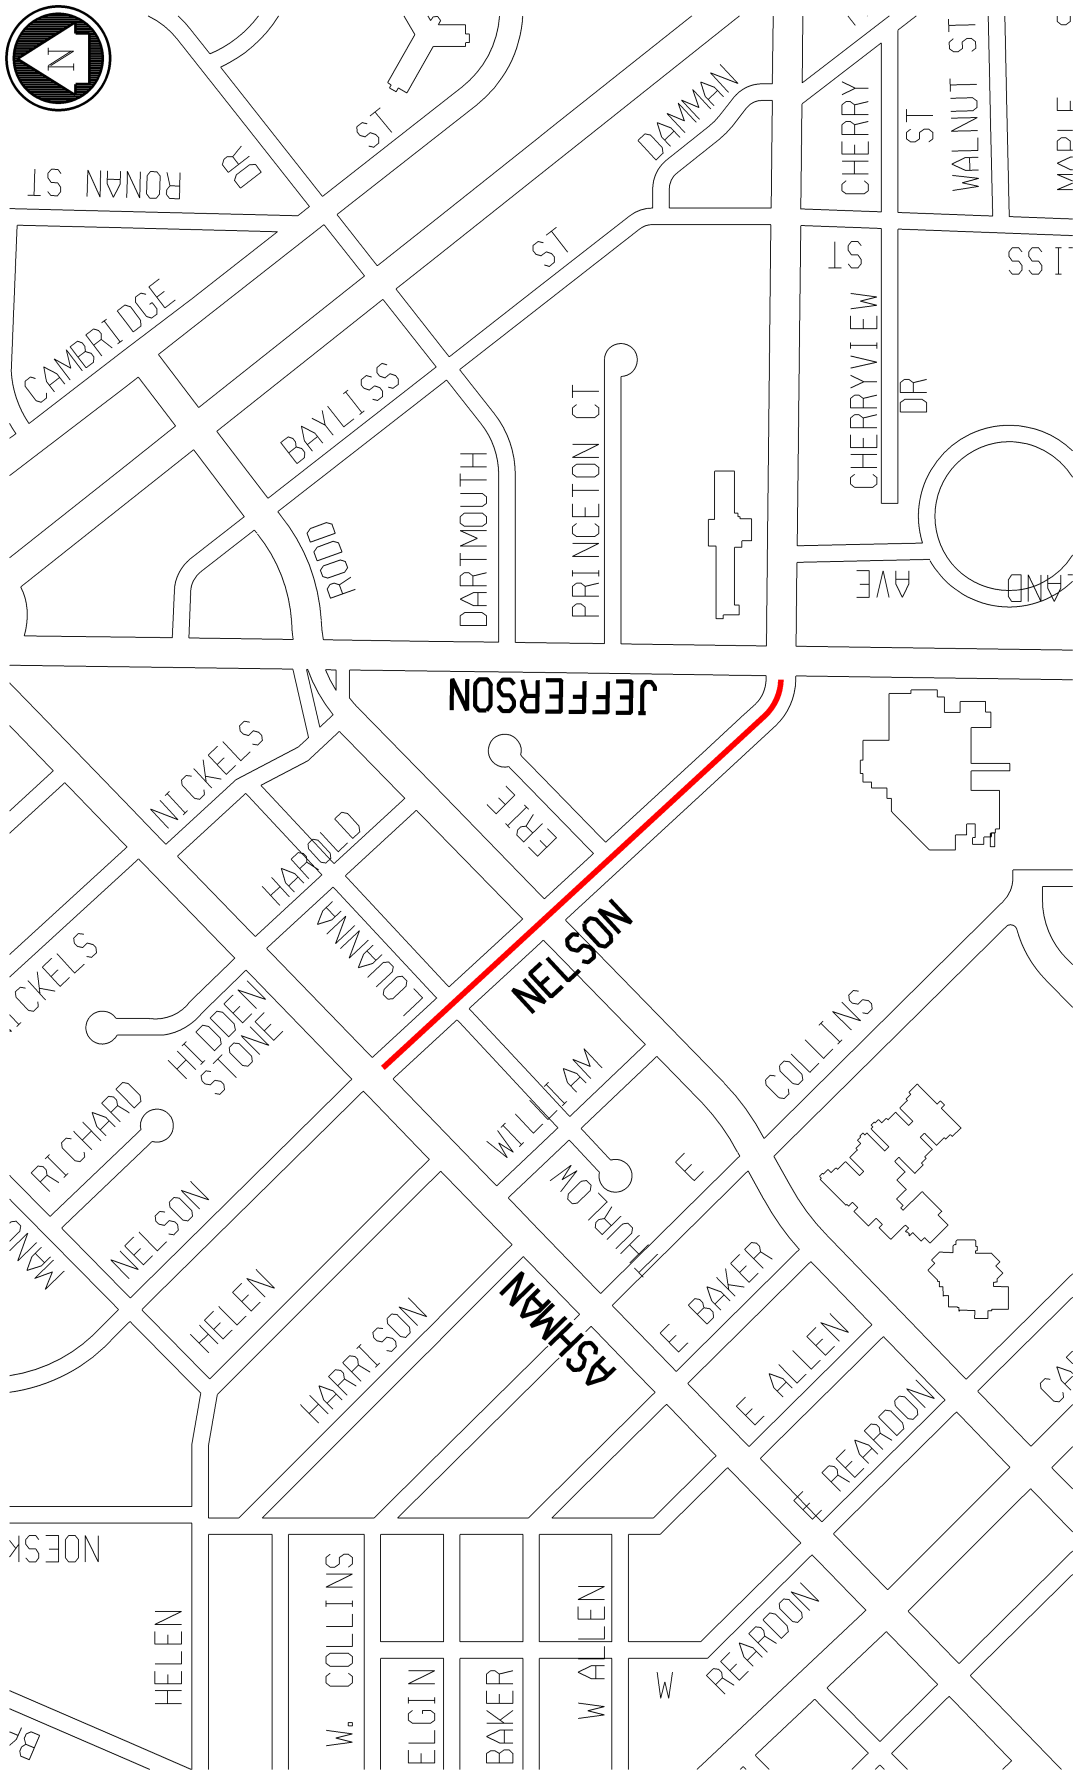 N
DAMMAN
ST
ST
CHERRY
ST
WALNUT ST
DR
RONAN ST
ST
ST
CAMBRIDGE
BAYLISS
CHERRYVIEW
DR
PRINCETON CT
DARTMOUTH
RODD
AVE
JEFFERSON
NICKELS
ERIE
HAROLD
LOUANNA
NELSON
HIDDEN
STONE
COLLINS
RICHARD
WILLIAM
NELSON
THURLOW
E
HELEN
E BAKER
HARRISON
ASHMAN
E ALLEN
E REARDON
HELEN
W. COLLINS
ELGIN
BAKER
W ALLEN
W
REARDON